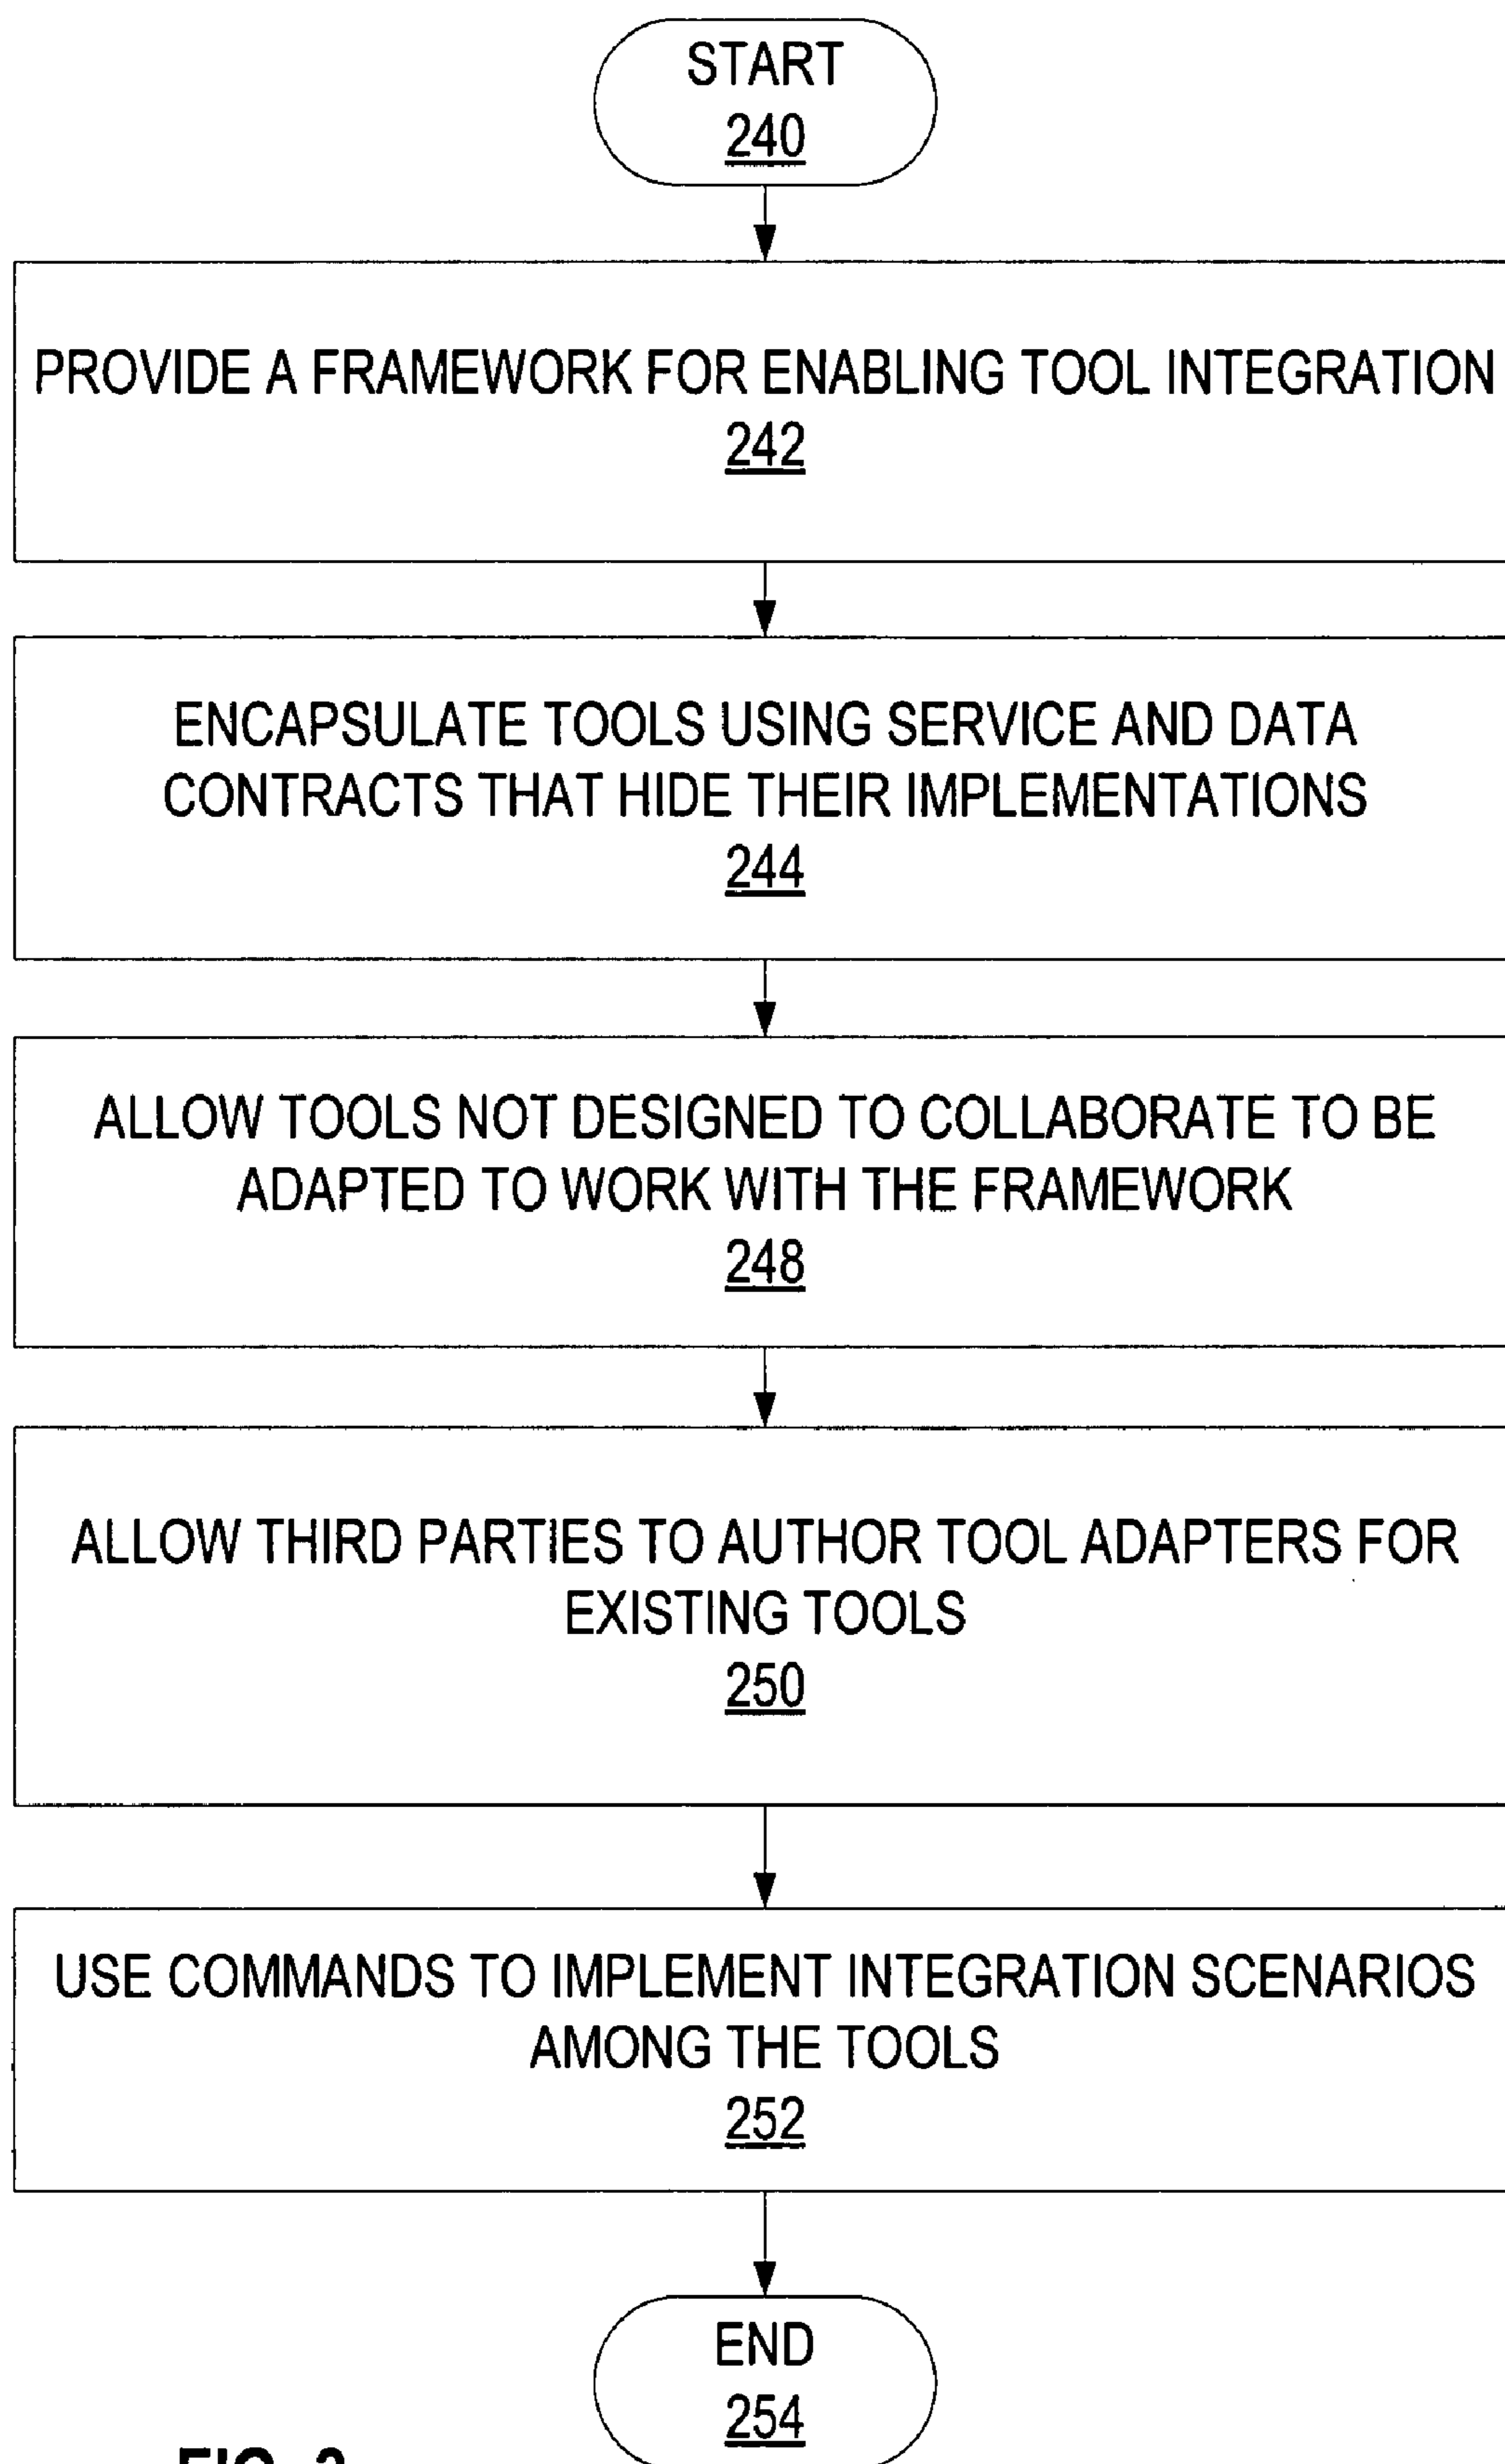 START
240
PROVIDE A FRAMEWORK FOR ENABLING TOOL INTEGRATION
242
ENCAPSULATE TOOLS USING SERVICE AND DATA
CONTRACTS THAT HIDE THEIR IMPLEMENTATIONS
244
ALLOW TOOLS NOT DESIGNED TO COLLABORATE TO BE
ADAPTED TO WORK WITH THE FRAMEWORK
248
ALLOW THIRD PARTIES TO AUTHOR TOOL ADAPTERS FOR
EXISTING TOOLS
250
USE COMMANDS TO IMPLEMENT INTEGRATION SCENARIOS
AMONG THE TOOLS
252
END
254
FIG.